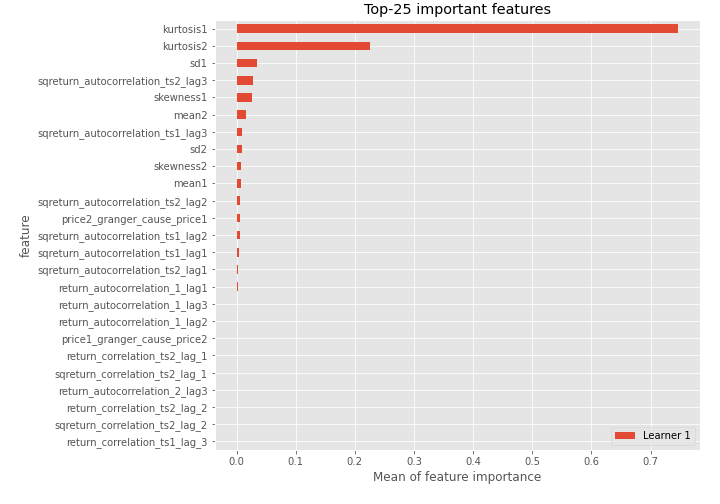 Top-25 important features
kurtosis1
kurtosis2
sd1
sqreturn_autocorrelation_ts2_lag3
skewness1
mean2
sqreturn_autocorrelation_ts1_lag3
sd2
skewness2
mean1
sqreturn_autocorrelation_ts2_lag2
price2_granger_cause_price1
sqreturn_autocorrelation_ts1_lag2
sqreturn_autocorrelation_ts1_lag1
sqreturn_autocorrelation_ts2_lag1
return_autocorrelation_1_lag1
return_autocorrelation_1_lag3
return_autocorrelation_1_lag2
price1_granger_cause_price2
return_correlation_ts2_lag_1
sqreturn_correlation_ts2_lag_1
return_autocorrelation_2_lag3
return_correlation_ts2_lag_2
sqreturn_correlation_ts2_lag_2
return_correlation_ts1_lag_3
feature
Learner 1
0.0 0.1 0.2 0.3 0.4 0.5 0.6 0.7
Mean of feature importance